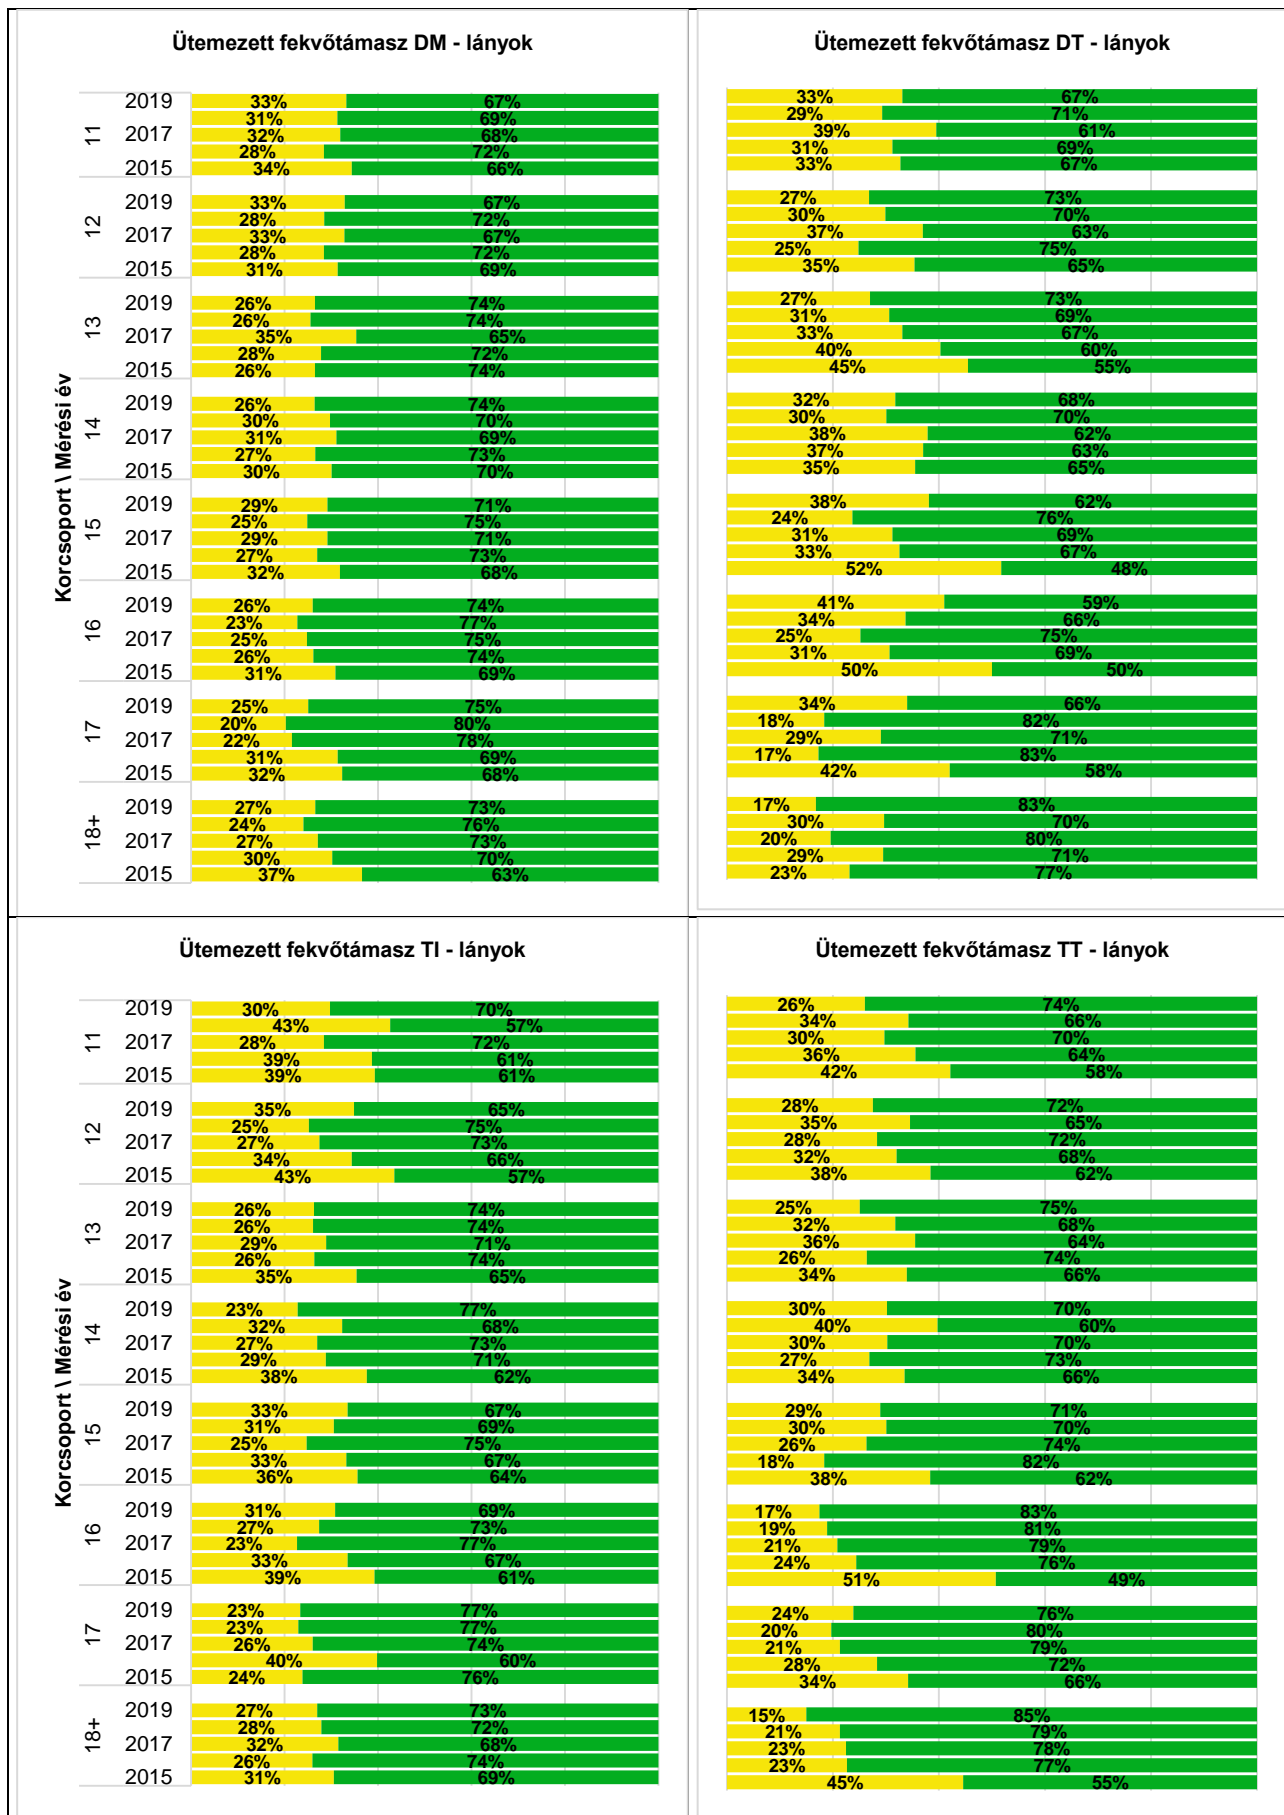 Ütemezett fekvőtámasz DM - lányok
Korcsoport \ Mérési év
11
2019 33% 67%
31% 69%
2017 32% 68%
28% 72%
2015 34% 66%
12
2019 33% 67%
28% 72%
2017 33% 67%
28% 72%
2015 31% 69%
13
2019 26% 74%
26% 74%
2017 35% 65%
28% 72%
2015 26% 74%
14
2019 26% 74%
30% 70%
2017 31% 69%
27% 73%
2015 30% 70%
15
2019 29% 71%
25% 75%
2017 29% 71%
27% 73%
2015 32% 68%
16
2019 26% 74%
23% 77%
2017 25% 75%
26% 74%
2015 31% 69%
17
2019 25% 75%
20% 80%
2017 22% 78%
31% 69%
2015 32% 68%
18+
2019 27% 73%
24% 76%
2017 27% 73%
30% 70%
2015 37% 63%
Ütemezett fekvőtámasz DT - lányok
33% 67%
29% 71%
39% 61%
31% 69%
33% 67%
27% 73%
30% 70%
37% 63%
25% 75%
35% 65%
27% 73%
31% 69%
33% 67%
40% 60%
45% 55%
32% 68%
30% 70%
38% 62%
37% 63%
35% 65%
38% 62%
24% 76%
31% 69%
33% 67%
52% 48%
41% 59%
34% 66%
25% 75%
31% 69%
50% 50%
34% 66%
18% 82%
29% 71%
17% 83%
42% 58%
17% 83%
30% 70%
20% 80%
29% 71%
23% 77%
Ütemezett fekvőtámasz TI - lányok
Korcsoport \ Mérési év
11
2019 30% 70%
43% 57%
2017 28% 72%
39% 61%
2015 39% 61%
12
2019 35% 65%
25% 75%
2017 27% 73%
34% 66%
2015 43% 57%
13
2019 26% 74%
26% 74%
2017 29% 71%
26% 74%
2015 35% 65%
14
2019 23% 77%
32% 68%
2017 27% 73%
29% 71%
2015 38% 62%
15
2019 33% 67%
31% 69%
2017 25% 75%
33% 67%
2015 36% 64%
16
2019 31% 69%
27% 73%
2017 23% 77%
33% 67%
2015 39% 61%
17
2019 23% 77%
23% 77%
2017 26% 74%
40% 60%
2015 24% 76%
18+
2019 27% 73%
28% 72%
2017 32% 68%
26% 74%
2015 31% 69%
Ütemezett fekvőtámasz TT - lányok
26% 74%
34% 66%
30% 70%
36% 64%
42% 58%
28% 72%
35% 65%
28% 72%
32% 68%
38% 62%
25% 75%
32% 68%
36% 64%
26% 74%
34% 66%
30% 70%
40% 60%
30% 70%
27% 73%
34% 66%
29% 71%
30% 70%
26% 74%
18% 82%
38% 62%
17% 83%
19% 81%
21% 79%
24% 76%
51% 49%
24% 76%
20% 80%
21% 79%
28% 72%
34% 66%
15% 85%
21% 79%
23% 78%
23% 77%
45% 55%